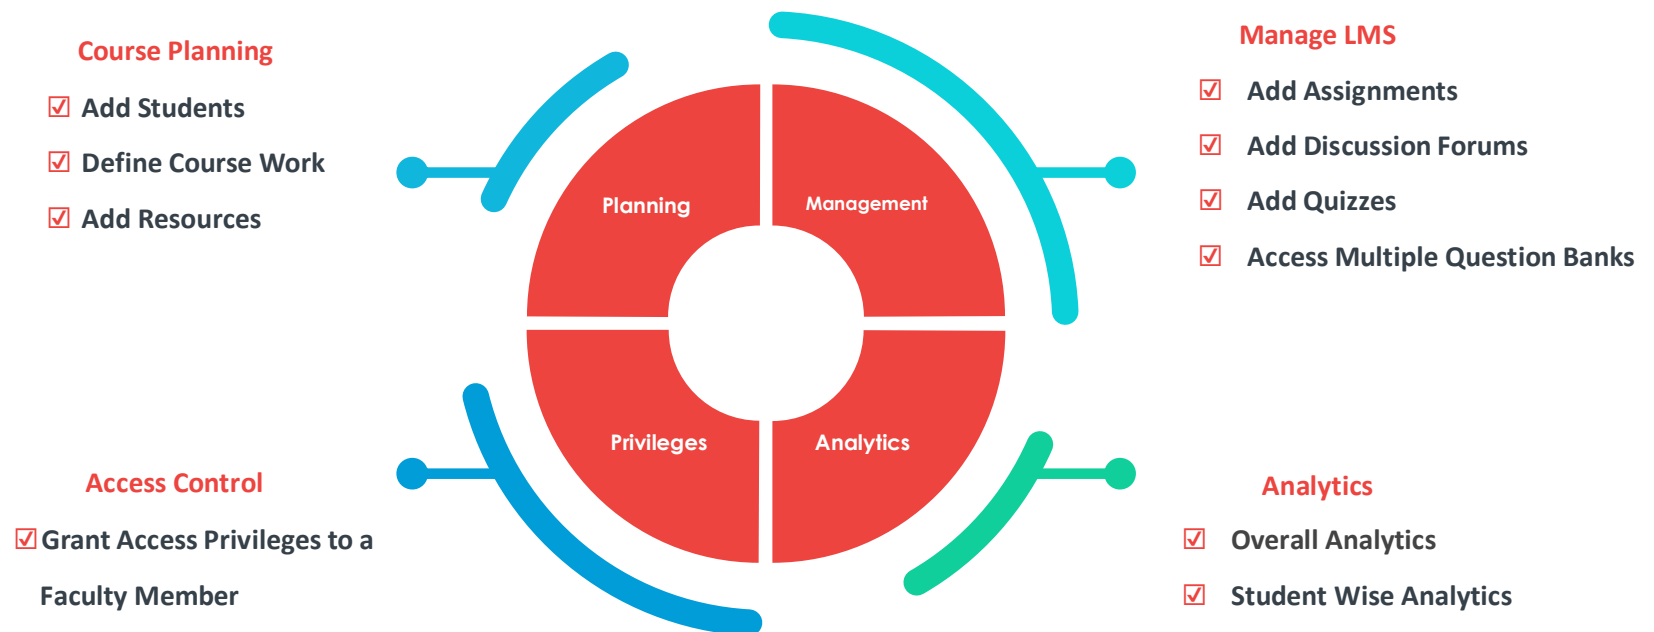 Course Planning
☑ Add Students
☑ Define Course Work
☑ Add Resources
Manage LMS
☑ Add Assignments
☑ Add Discussion Forums
☑ Add Quizzes
☑ Access Multiple Question Banks
Planning
Management
Privileges
Analytics
Access Control
☑ Grant Access Privileges to a
Faculty Member
Analytics
☑ Overall Analytics
☑ Student Wise Analytics